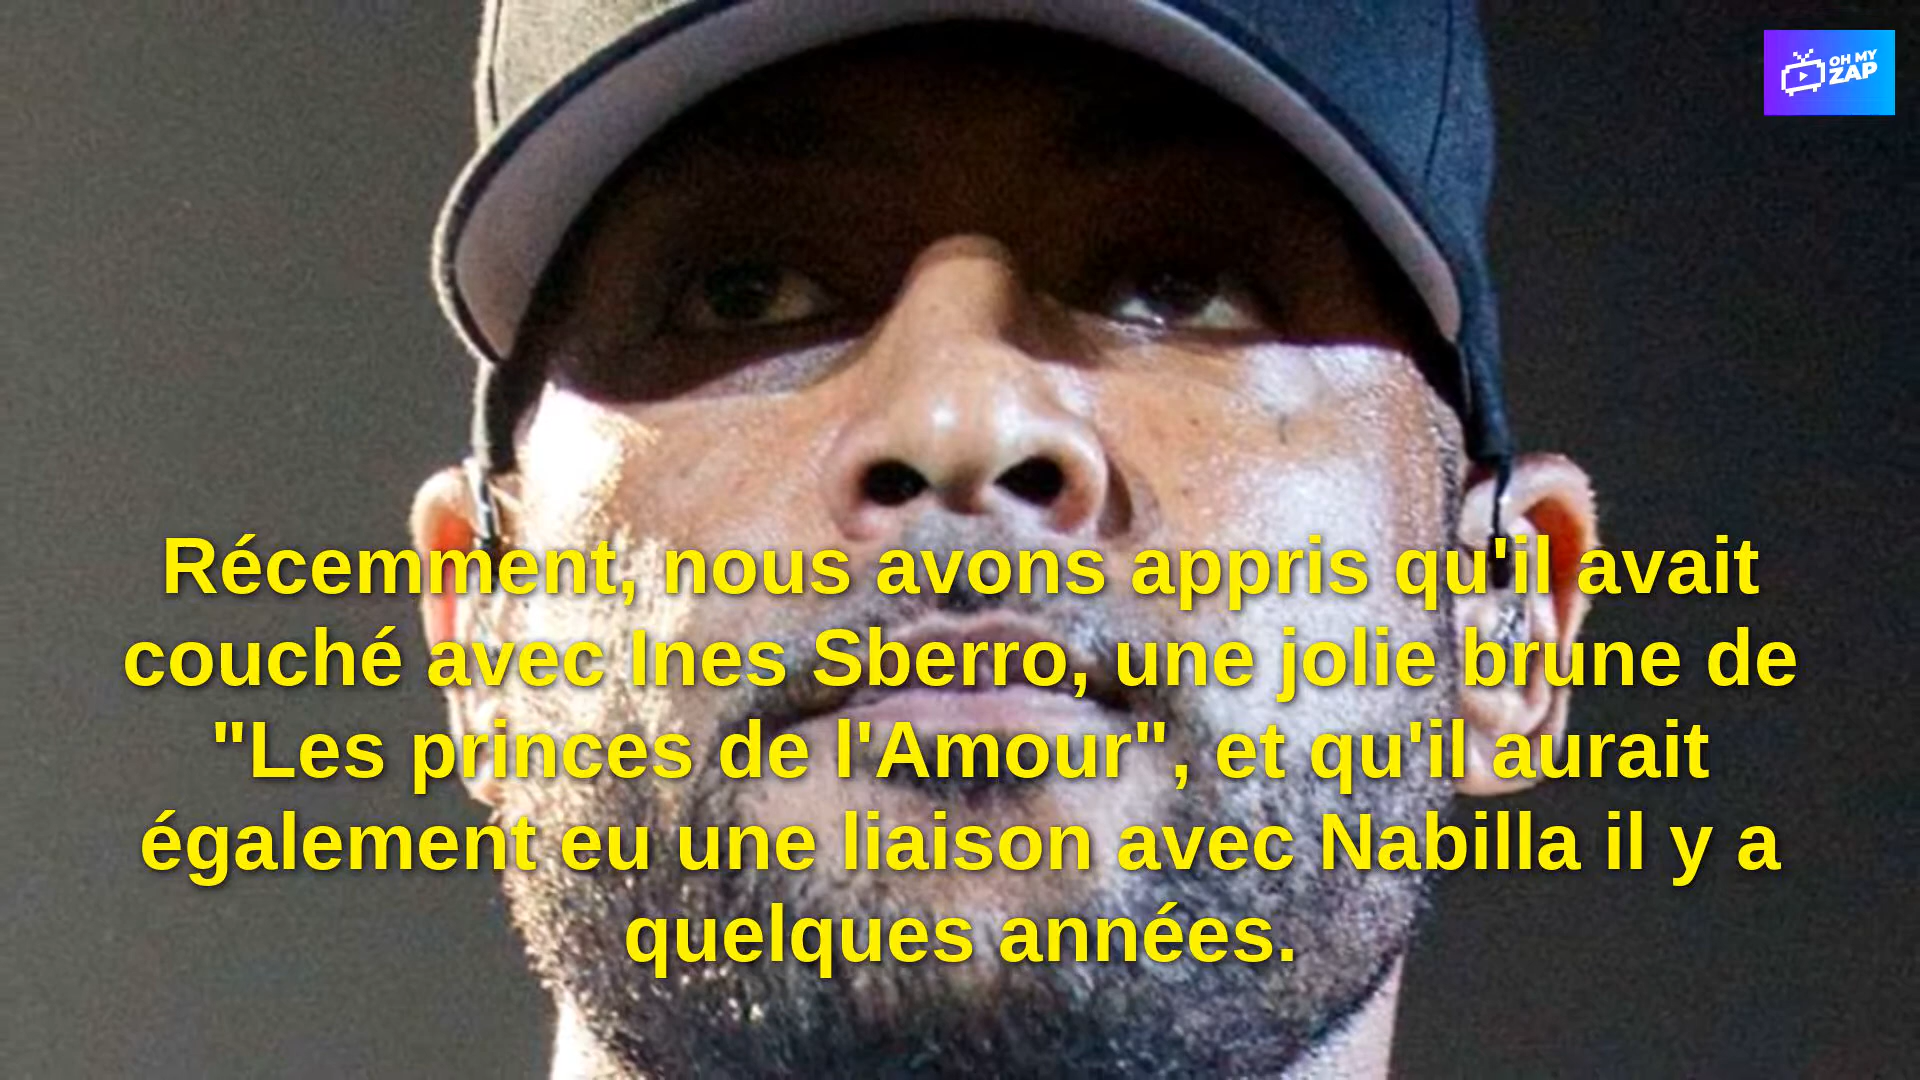 OH MY
ZAP
Récemment, nous avons appris qu'il avait
couché avec Ines Sberro, une jolie brune de
"Les princes de l'Amour", et qu'il aurait
également eu une liaison avec Nabilla il y a
quelques années.